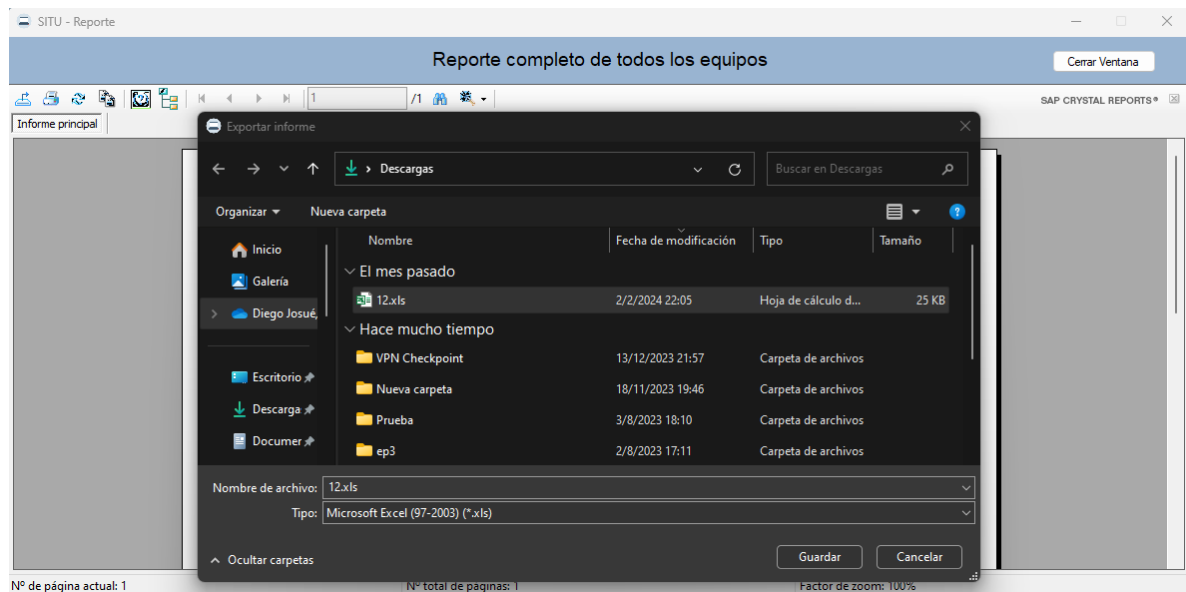 SITU - Reporte
Reporte completo de todos los equipos
Cerrar Ventana
1 /1
SAP CRYSTAL REPORTS®
Informe principal
Exportar informe
Descargas
Buscar en Descargas
Organizar
Nueva carpeta
Nombre Fecha de modificación Tipo Tamaño
Inicio
Galería
Diego Josué,
Escritorio
Descarga
Documer
El mes pasado
12.xls 2/2/2024 22:05 Hoja de cálculo d... 25 KB
Hace mucho tiempo
VPN Checkpoint 13/12/2023 21:57 Carpeta de archivos
Nueva carpeta 18/11/2023 19:46 Carpeta de archivos
Prueba 3/8/2023 18:10 Carpeta de archivos
ep3 2/8/2023 17:11 Carpeta de archivos
Nombre de archivo: 12.xls
Tipo: Microsoft Excel (97-2003) (*.xls)
Ocultar carpetas
Guardar
Cancelar
Nº de página actual: 1 Nº total de páginas: 1 Factor de zoom: 100%